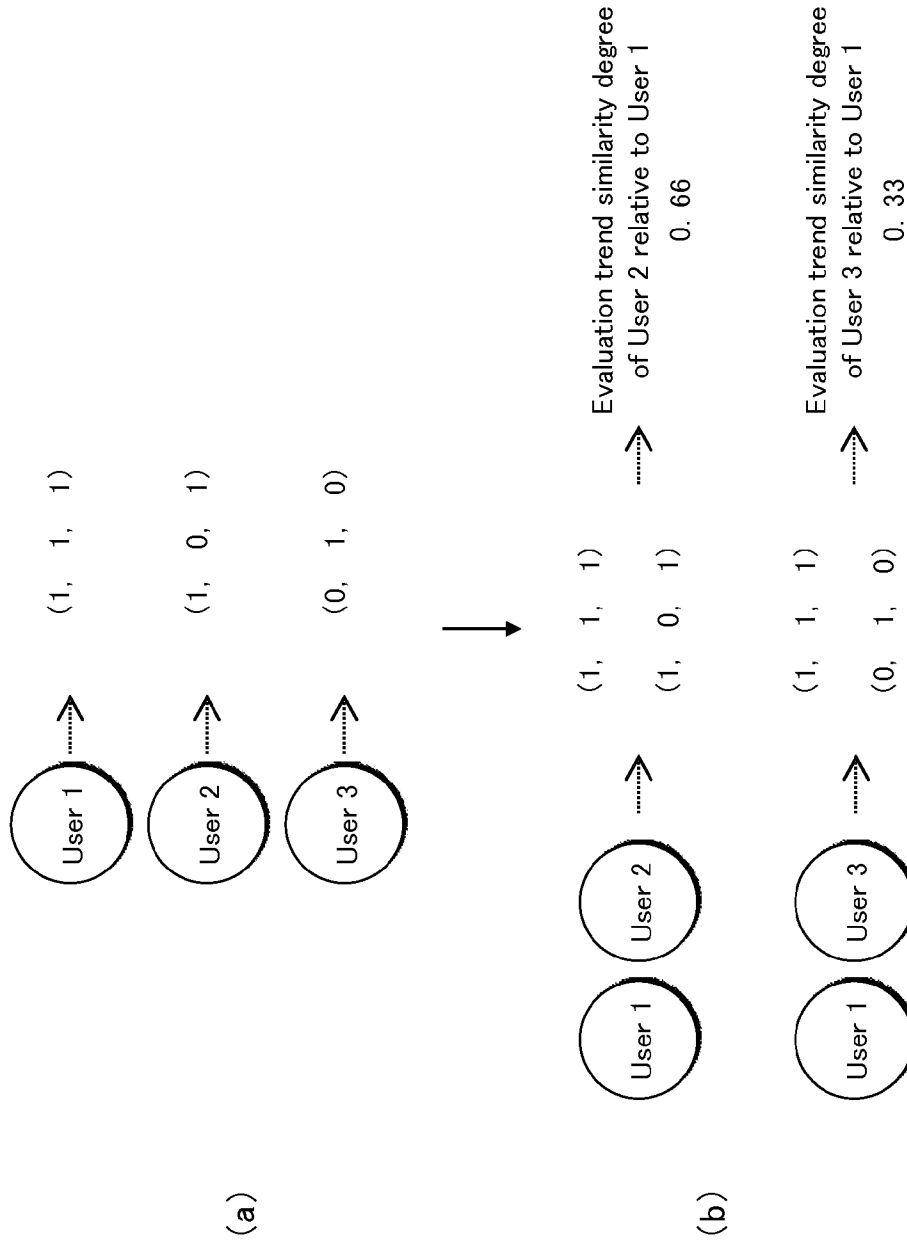 (a)
User 1
(1, 1, 1)
User 2
(1, 0, 1)
User 3
(0, 1, 0)
(b)
User 1
User 2
(1, 1, 1)
(1, 0, 1)
Evaluation trend similarity degree
of User 2 relative to User 1
0. 66
User 1
User 3
(1, 1, 1)
(0, 1, 0)
Evaluation trend similarity degree
of User 3 relative to User 1
0. 33